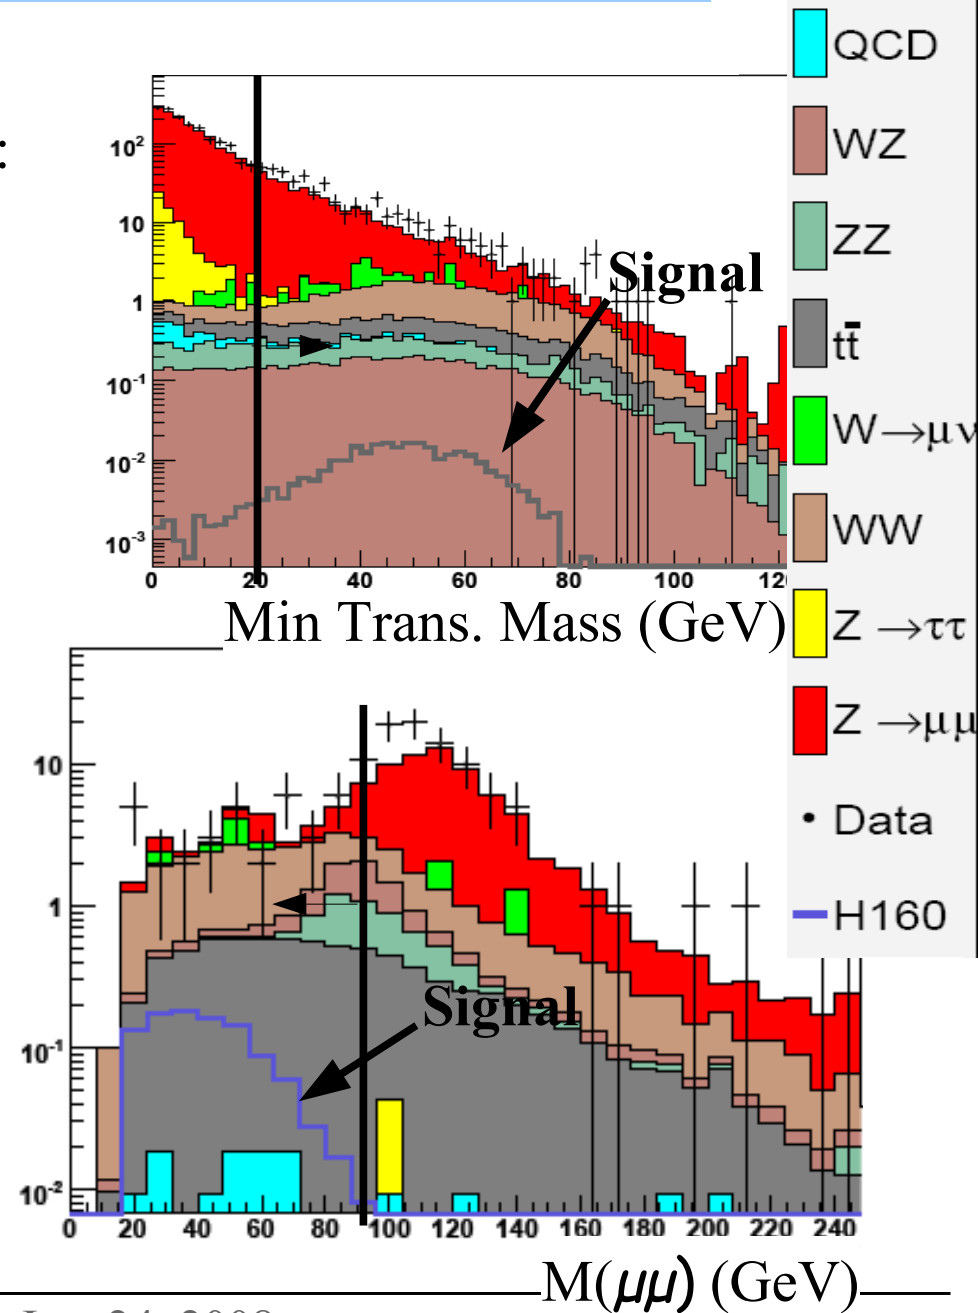 :
QCD
WZ
ZZ
tt̄
W→μν
WW
Z →ττ
Z →μμ
Data
H160
10²
10
1
10⁻¹
10⁻²
10⁻³
Signal
0 20 40 60 80 100 120
Min Trans. Mass (GeV)
10
1
10⁻¹
10⁻²
Signal
0 20 40 60 80 100 120 140 160 180 200 220 240
M(μμ) (GeV)